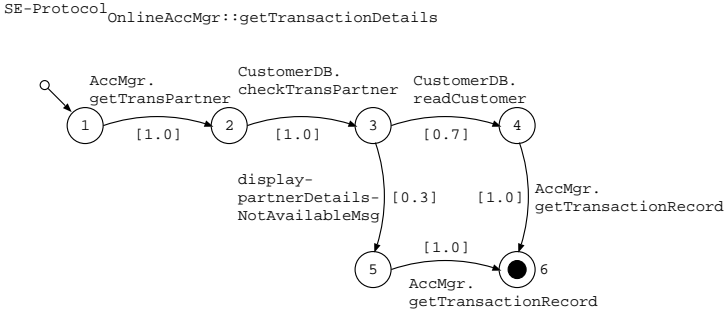 SE-Protocol OnlineAccMgr::getTransactionDetails
AccMgr.
getTransPartner
CustomerDB.
checkTransPartner
CustomerDB.
readCustomer
1
2
3
4
[1.0]
[1.0]
[0.7]
display-
partnerDetails-
NotAvailableMsg
[0.3]
[1.0]
AccMgr.
getTransactionRecord
[1.0]
5
6
AccMgr.
getTransactionRecord